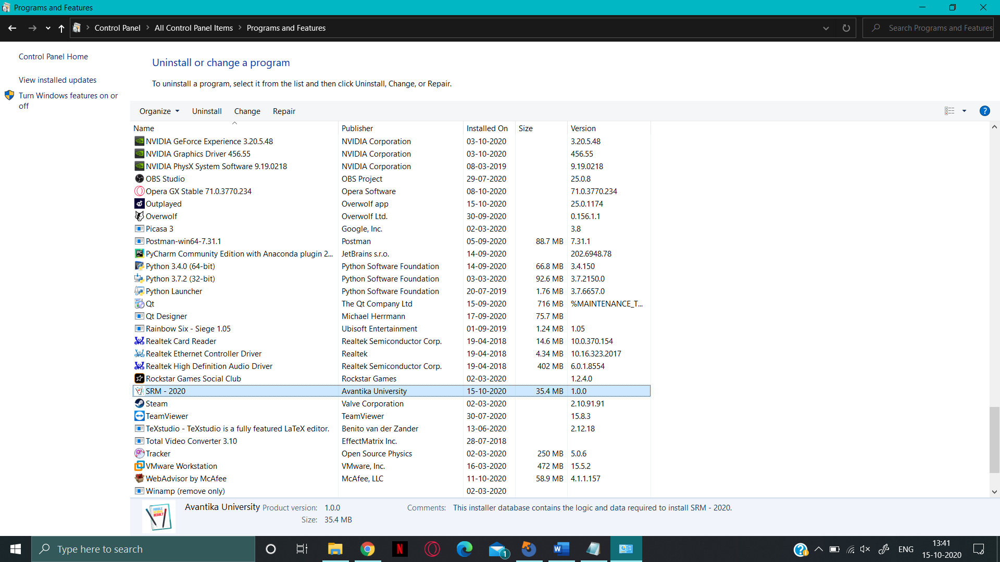 Programs and Features
Control Panel > All Control Panel Items > Programs and Features
Search Programs and Features
Control Panel Home
View installed updates
Turn Windows features on or
off
Uninstall or change a program
To uninstall a program, select it from the list and then click Uninstall, Change, or Repair.
Organize Uninstall Change Repair
Name Publisher Installed On Size Version
NVIDIA GeForce Experience 3.20.5.48 NVIDIA Corporation 03-10-2020 3.20.5.48
NVIDIA Graphics Driver 456.55 NVIDIA Corporation 03-10-2020 456.55
NVIDIA PhysX System Software 9.19.0218 NVIDIA Corporation 08-03-2019 9.19.0218
OBS Studio OBS Project 29-07-2020 25.0.8
Opera GX Stable 71.0.3770.234 Opera Software 08-10-2020 71.0.3770.234
Outplayed Overwolf app 15-10-2020 25.0.1174
Overwolf Overwolf Ltd. 30-09-2020 0.156.1.1
Picasa 3 Google, Inc. 02-03-2020 3.8
Postman-win64-7.31.1 Postman 05-09-2020 88.7 MB 7.31.1
PyCharm Community Edition with Anaconda plugin 2... JetBrains s.r.o. 14-09-2020 202.6948.78
Python 3.4.0 (64-bit) Python Software Foundation 14-09-2020 66.8 MB 3.4.150
Python 3.7.2 (32-bit) Python Software Foundation 03-03-2020 92.6 MB 3.7.2150.0
Python Launcher Python Software Foundation 20-07-2019 1.76 MB 3.7.6657.0
Qt The Qt Company Ltd 15-09-2020 716 MB %MAINTENANCE_T...
Qt Designer Michael Herrmann 17-09-2020 75.7 MB
Rainbow Six - Siege 1.05 Ubisoft Entertainment 01-09-2019 1.24 MB 1.05
Realtek Card Reader Realtek Semiconductor Corp. 19-04-2018 14.6 MB 10.0.370.154
Realtek Ethernet Controller Driver Realtek 19-04-2018 4.34 MB 10.16.323.2017
Realtek High Definition Audio Driver Realtek Semiconductor Corp. 19-04-2018 402 MB 6.0.1.8554
Rockstar Games Social Club Rockstar Games 02-03-2020 1.2.4.0
SRM - 2020 Avantika University 15-10-2020 35.4 MB 1.0.0
Steam Valve Corporation 02-03-2020 2.10.91.91
TeamViewer TeamViewer 30-07-2020 15.8.3
TeXstudio - TeXstudio is a fully featured LaTeX editor. Benito van der Zander 13-06-2020 2.12.18
Total Video Converter 3.10 EffectMatrix Inc. 28-07-2018
Tracker Open Source Physics 02-03-2020 250 MB 5.0.6
VMware Workstation VMware, Inc. 16-03-2020 472 MB 15.5.2
WebAdvisor by McAfee McAfee, LLC 11-10-2020 58.9 MB 4.1.1.157
Winamp (remove only) 02-03-2020
Avantika University Product version: 1.0.0 Comments: This installer database contains the logic and data required to install SRM - 2020.
Size: 35.4 MB
Type here to search
1
ENG
13:41
15-10-2020